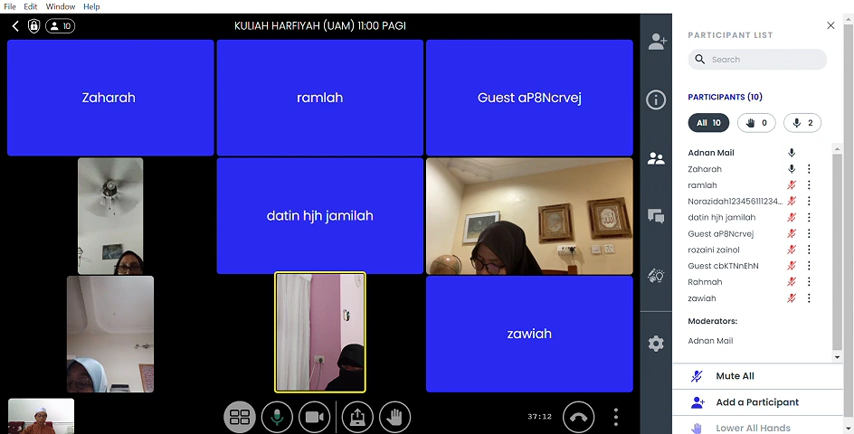 File Edit Window Help
10
KULIAH HARFIYAH (UAM) 11:00 PAGI
Zaharah
ramlah
Guest aP8Ncrvej
datin hjh jamilah
zawiah
37:12
PARTICIPANT LIST
Search
PARTICIPANTS (10)
All 10 0 2
Adnan Mail
Zaharah
ramlah
Norazidah123456111234...
datin hjh jamilah
Guest aP8Ncrvej
rozaini zainol
Guest cbKTNnEhN
Rahmah
zawiah
Moderators:
Adnan Mail
Mute All
Add a Participant
Lower All Hands